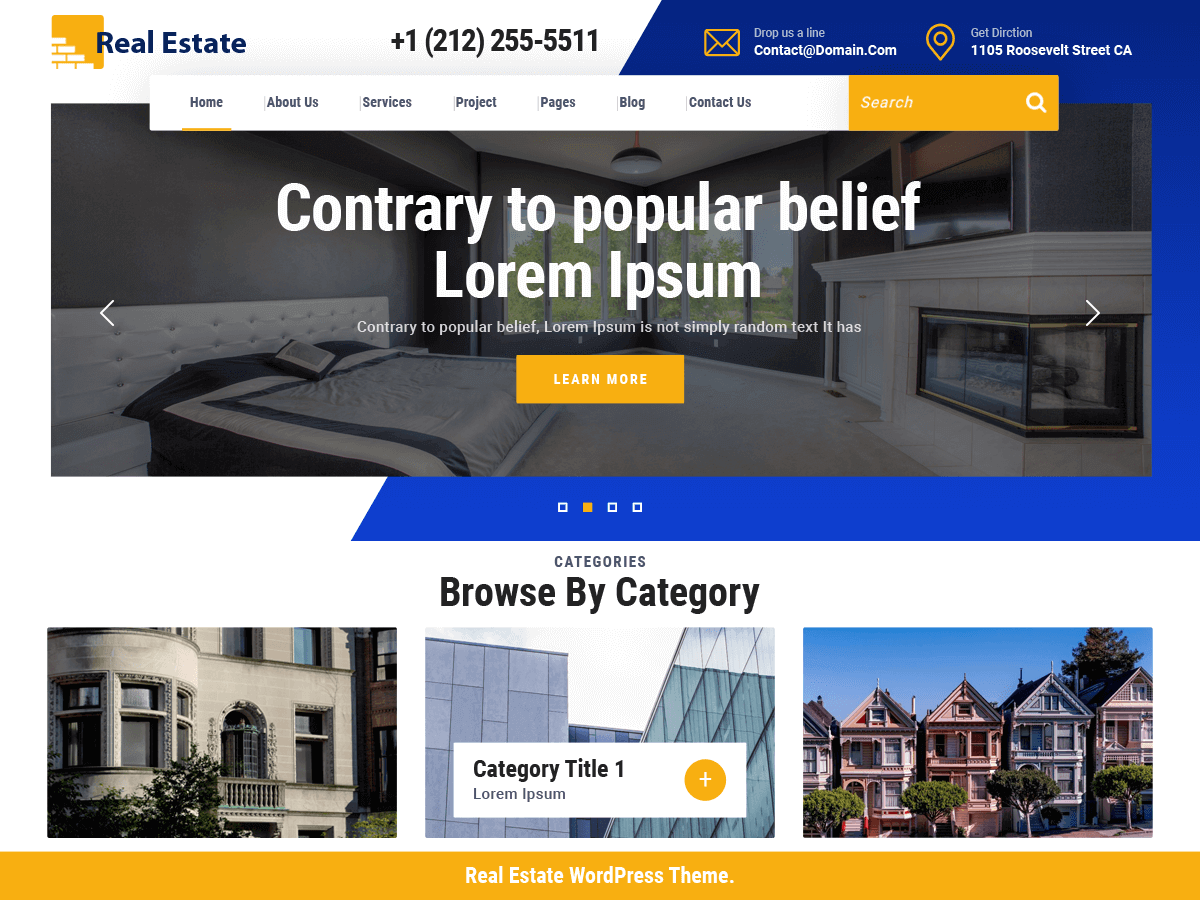 Real Estate
+1 (212) 255-5511
Drop us a line
Contact@Domain.Com
Get Dirction
1105 Roosevelt Street CA
Home
About Us
Services
Project
Pages
Blog
Contact Us
Search
Contrary to popular belief
Lorem Ipsum
Contrary to popular belief, Lorem Ipsum is not simply random text It has
LEARN MORE
CATEGORIES
Browse By Category
Category Title 1
Lorem Ipsum
Real Estate WordPress Theme.